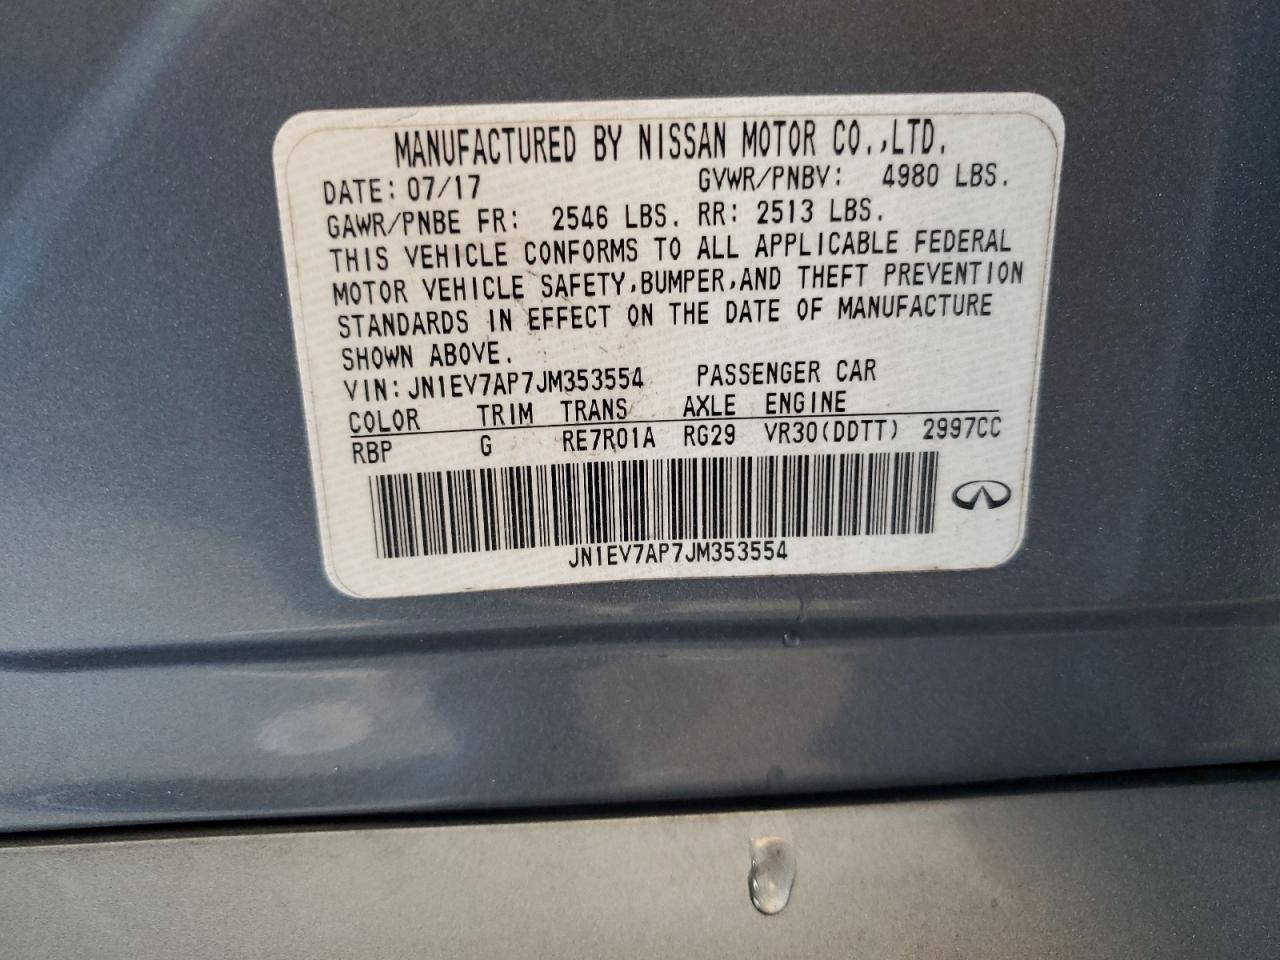 MANUFACTURED BY NISSAN MOTOR CO.,LTD.
DATE: 07/17 GVWR/PNBV: 4980 LBS.
GAWR/PNBE FR: 2546 LBS. RR: 2513 LBS.
THIS VEHICLE CONFORMS TO ALL APPLICABLE FEDERAL
MOTOR VEHICLE SAFETY,BUMPER,AND THEFT PREVENTION
STANDARDS IN EFFECT ON THE DATE OF MANUFACTURE
SHOWN ABOVE.
VIN: JN1EV7AP7JM353554 PASSENGER CAR
COLOR TRIM TRANS AXLE ENGINE
RBP G RE7R01A RG29 VR30(DDTT) 2997CC
JN1EV7AP7JM353554